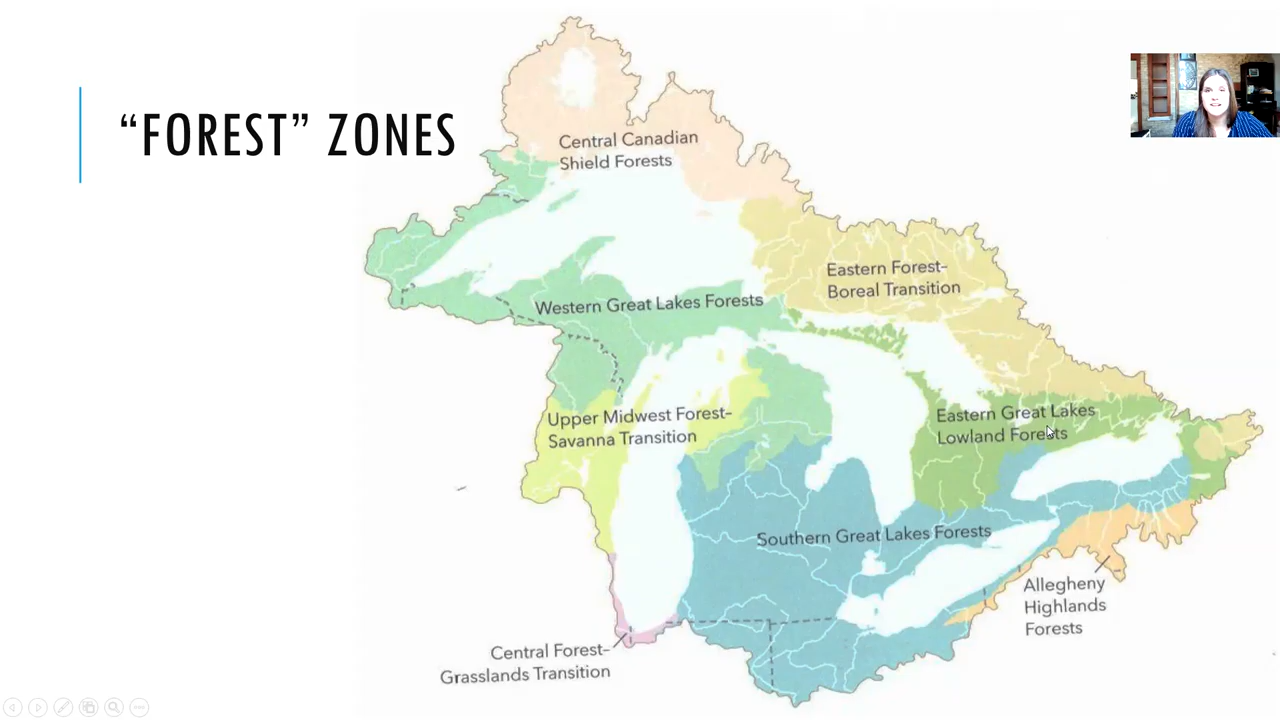 “FOREST” ZONES
Central Canadian
Shield Forests
Eastern Forest–
Boreal Transition
Western Great Lakes Forests
Upper Midwest Forest–
Savanna Transition
Eastern Great Lakes
Lowland Forests
Southern Great Lakes Forests
Allegheny
Highlands
Forests
Central Forest–
Grasslands Transition